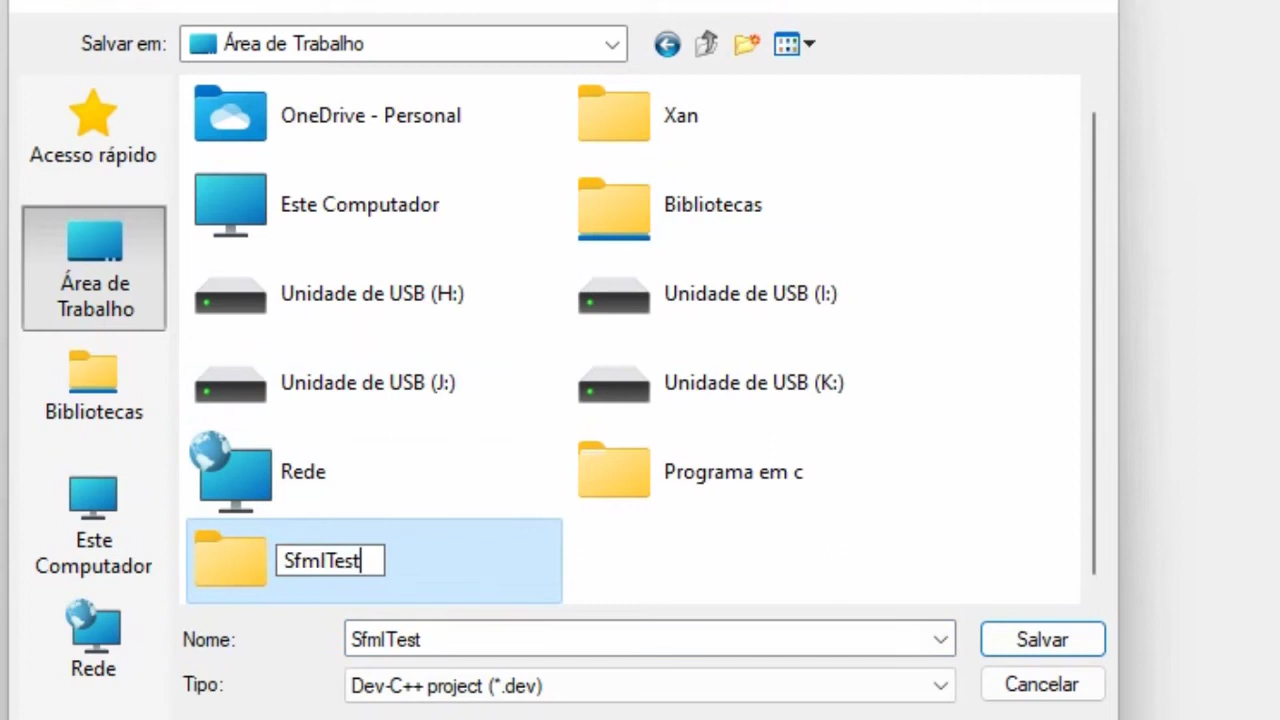 Salvar em:
Área de Trabalho
Acesso rápido
Área de
Trabalho
Bibliotecas
Este
Computador
Rede
OneDrive - Personal
Xan
Este Computador
Bibliotecas
Unidade de USB (H:)
Unidade de USB (I:)
Unidade de USB (J:)
Unidade de USB (K:)
Rede
Programa em c
SfmlTest
Nome:
SfmlTest
Salvar
Tipo:
Dev-C++ project (*.dev)
Cancelar